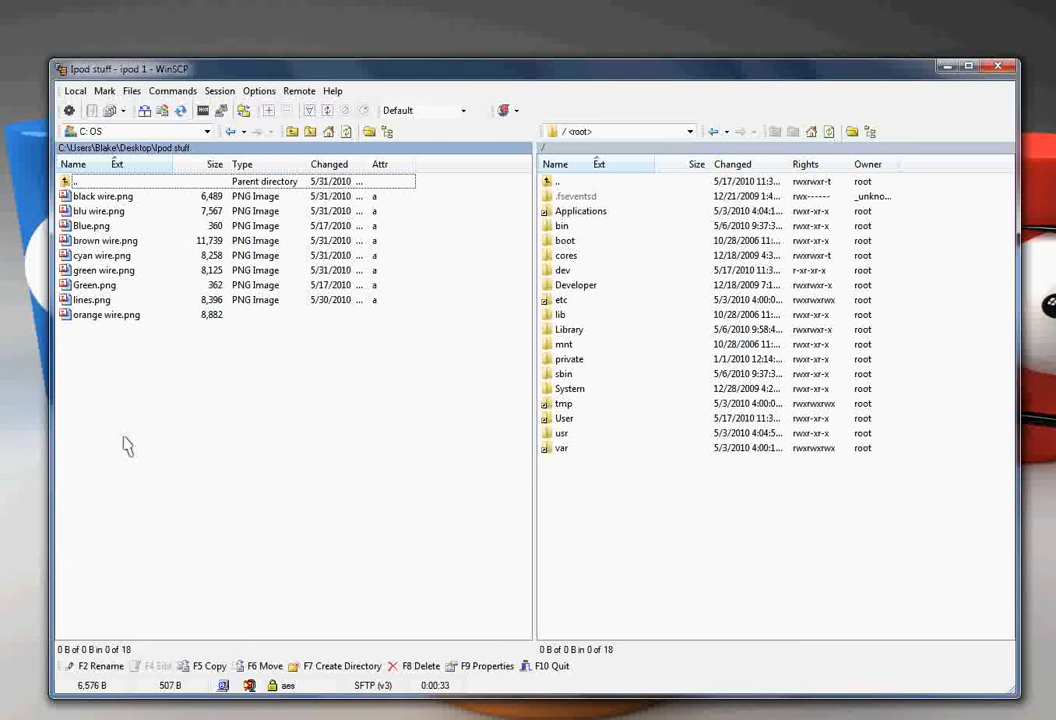 Ipod stuff - ipod 1 - WinSCP
Local Mark Files Commands Session Options Remote Help
Default
C: OS
/ <root>
C:\Users\Blake\Desktop\Ipod stuff
/
Name Ext Size Type Changed Attr
Name Ext Size Changed Rights Owner
.. Parent directory 5/31/2010 ...
black wire.png 6,489 PNG Image 5/31/2010 ... a
blu wire.png 7,567 PNG Image 5/31/2010 ... a
Blue.png 360 PNG Image 5/17/2010 ... a
brown wire.png 11,739 PNG Image 5/31/2010 ... a
cyan wire.png 8,258 PNG Image 5/31/2010 ... a
green wire.png 8,125 PNG Image 5/31/2010 ... a
Green.png 362 PNG Image 5/17/2010 ... a
lines.png 8,396 PNG Image 5/30/2010 ... a
orange wire.png 8,882
.. 5/17/2010 11:3... rwxrwxr-t root
.fseventsd 12/21/2009 1:4... rwx------ _unkno...
Applications 5/3/2010 4:04:1... rwxr-xr-x root
bin 5/6/2010 9:37:3... rwxr-xr-x root
boot 10/28/2006 11:... rwxr-xr-x root
cores 12/18/2009 4:3... rwxrwxr-t root
dev 5/17/2010 11:3... r-xr-xr-x root
Developer 12/18/2009 7:1... rwxr-xr-x root
etc 5/3/2010 4:00:0... rwxrwxrwx root
lib 10/28/2006 11:... rwxr-xr-x root
Library 5/6/2010 9:58:4... rwxrwxr-x root
mnt 10/28/2006 11:... rwxr-xr-x root
private 1/1/2010 12:14:... rwxr-xr-x root
sbin 5/6/2010 9:37:3... rwxr-xr-x root
System 12/28/2009 4:2... rwxr-xr-x root
tmp 5/3/2010 4:00:0... rwxrwxrwx root
User 5/17/2010 11:3... rwxr-xr-x root
usr 5/3/2010 4:04:5... rwxr-xr-x root
var 5/3/2010 4:00:1... rwxrwxrwx root
0 B of 0 B in 0 of 18
0 B of 0 B in 0 of 18
F2 Rename F4 Edit F5 Copy F6 Move F7 Create Directory F8 Delete F9 Properties F10 Quit
6,576 B 507 B aes SFTP (v3) 0:00:33